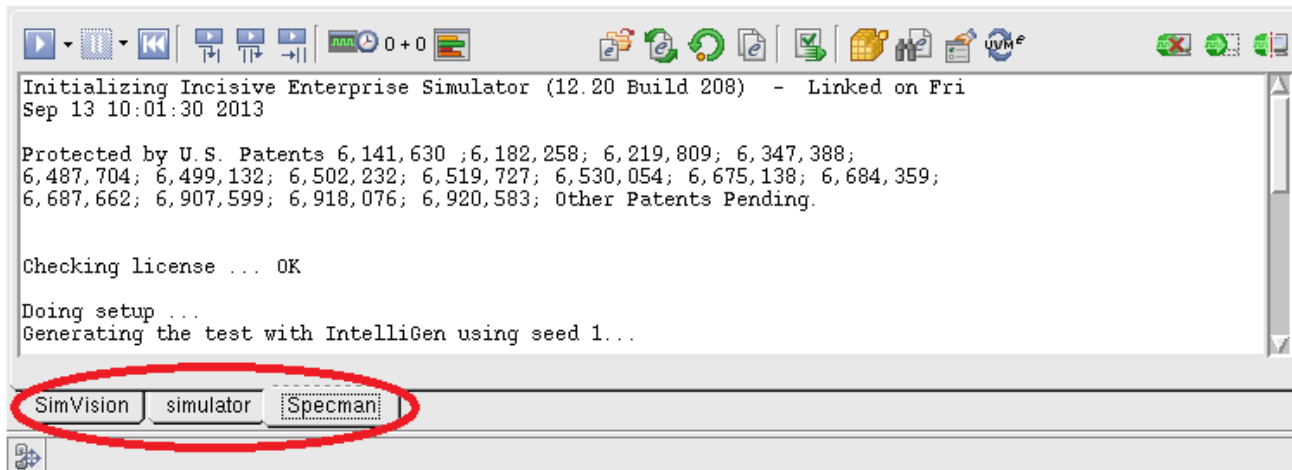 0 + 0
UVM e
Initializing Incisive Enterprise Simulator (12.20 Build 208)  -  Linked on Fri
Sep 13 10:01:30 2013
Protected by U.S. Patents 6,141,630 ;6,182,258; 6,219,809; 6,347,388;
6,487,704; 6,499,132; 6,502,232; 6,519,727; 6,530,054; 6,675,138; 6,684,359;
6,687,662; 6,907,599; 6,918,076; 6,920,583; Other Patents Pending.
Checking license ... OK
Doing setup ...
Generating the test with IntelliGen using seed 1...
SimVision simulator Specman